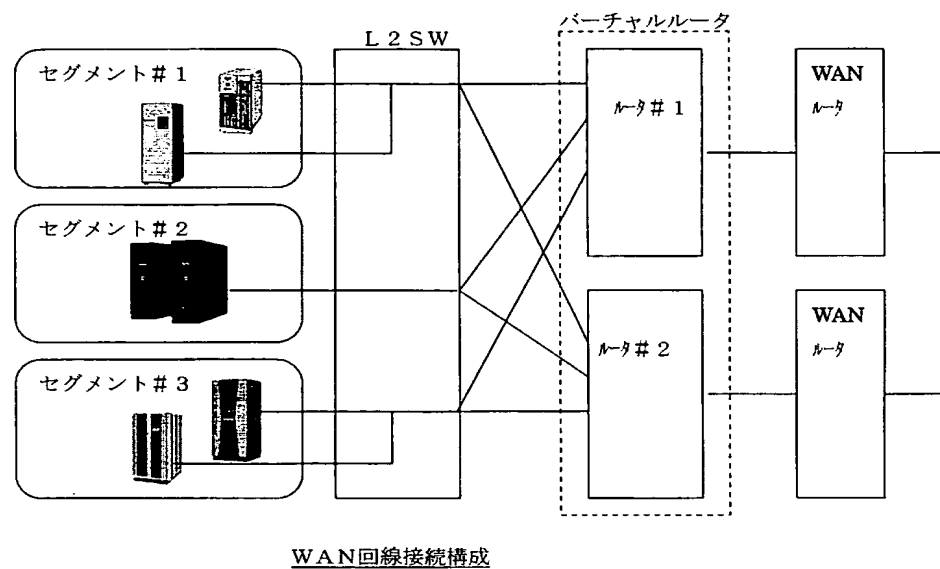 バーチャルルータ
L2SW
セグメント#1
ルータ#1
WAN
ルータ
セグメント#2
ルータ#2
WAN
ルータ
セグメント#3
WAN回線接続構成